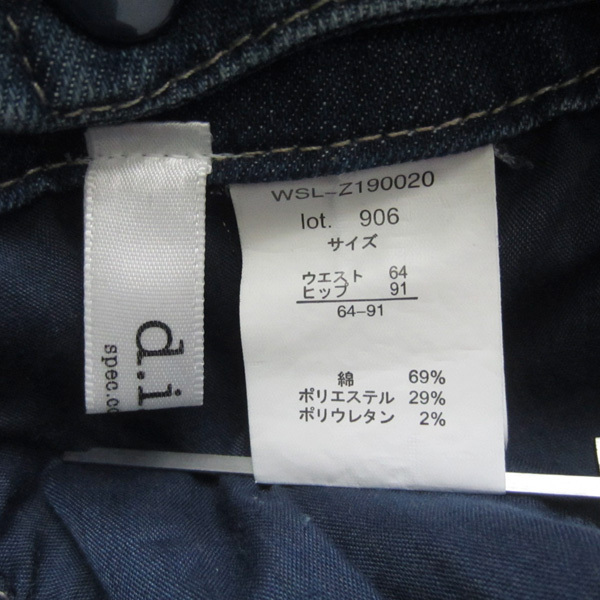 d.i
spec.co
WSL-Z190020
lot. 906
サイズ
ウエスト 64
ヒップ 91
64-91
綿 69%
ポリエステル 29%
ポリウレタン 2%